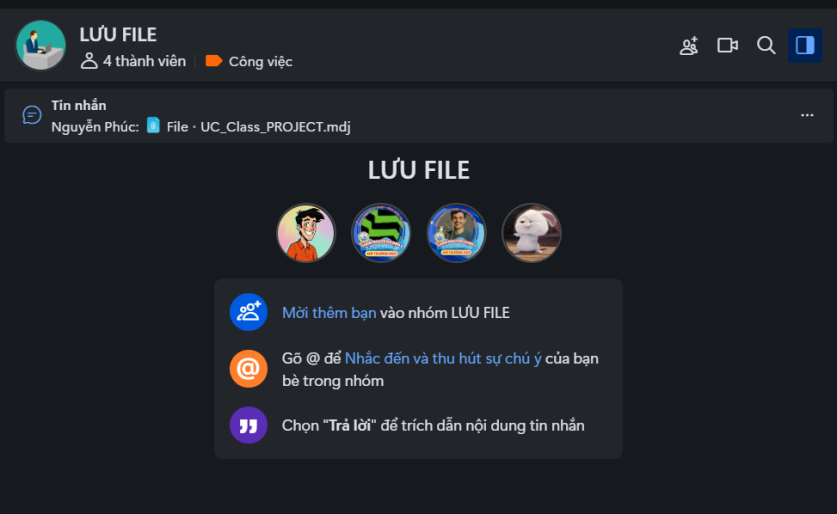 LƯU FILE
4 thành viên
Công việc
Tin nhắn
Nguyễn Phúc: File · UC_Class_PROJECT.mdj
LƯU FILE
Mời thêm bạn vào nhóm LƯU FILE
Gõ @ để Nhắc đến và thu hút sự chú ý của bạn
bè trong nhóm
Chọn "Trả lời" để trích dẫn nội dung tin nhắn